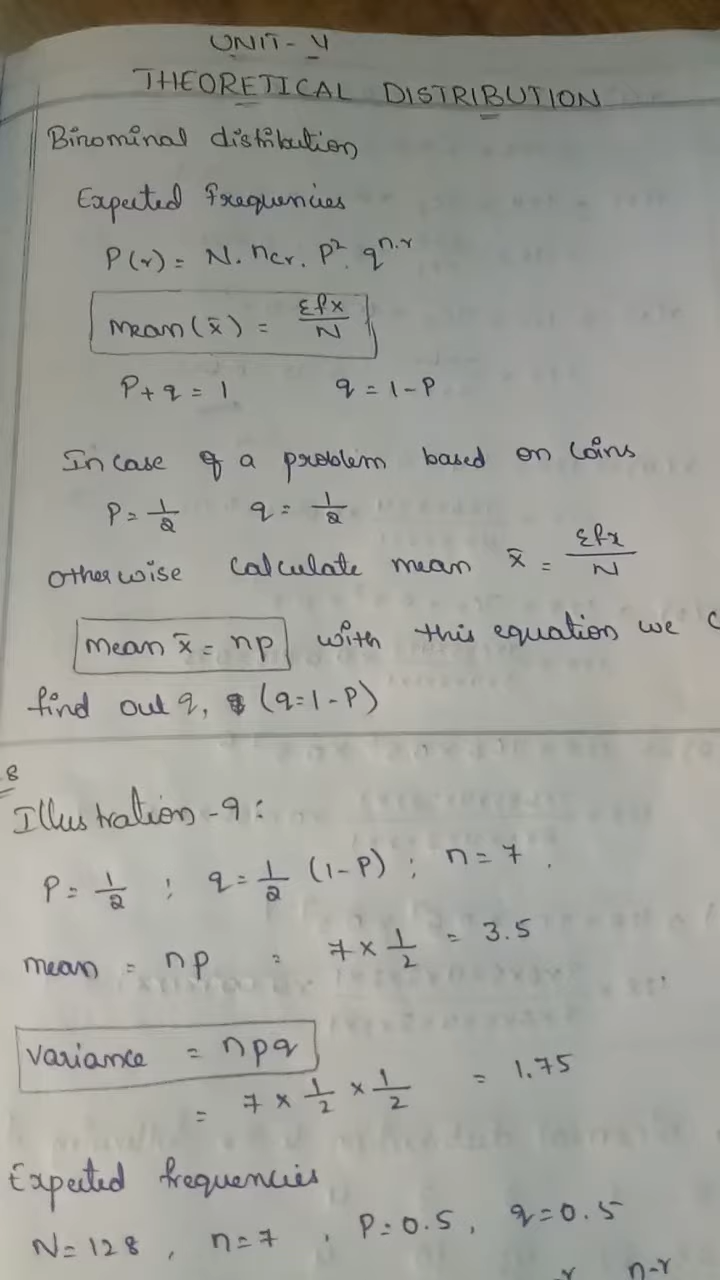 UNIT - V
THEORETICAL DISTRIBUTION
Birominal distribution
Expected frequencies
P(r) = N. ncr. P². q^n.r
mean (x̄) = Σfx/N
P+q = 1 q = 1-P
In case of a problem based on coins
P = 1/2 q = 1/2
otherwise calculate mean x̄ = Σfx/N
mean x̄ = np with this equation we
find out q, (q=1-P)
8
Illustration-9:
P = 1/2 ; q = 1/2 (1-P) ; n = 7.
mean = np = 7 × 1/2 = 3.5
variance = npq
= 7 × 1/2 × 1/2 = 1.75
Expected frequencies
N=128, n=7, P=0.5, q=0.5
n-r